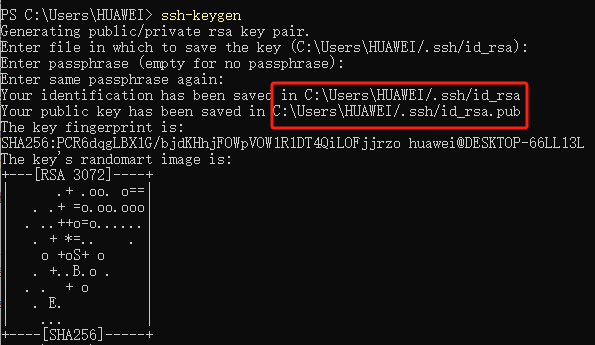 PS C:\Users\HUAWEI> ssh-keygen
Generating public/private rsa key pair.
Enter file in which to save the key (C:\Users\HUAWEI/.ssh/id_rsa):
Enter passphrase (empty for no passphrase):
Enter same passphrase again:
Your identification has been saved in C:\Users\HUAWEI/.ssh/id_rsa
Your public key has been saved in C:\Users\HUAWEI/.ssh/id_rsa.pub
The key fingerprint is:
SHA256:PCR6dqgLBX1G/bjdKHhjFOWpVOW1R1DT4QiLOFjjrzo huawei@DESKTOP-66LL13L
The key's randomart image is:
+---[RSA 3072]----+
|      .+ .oo. o==|
|   . .+ =o.oo.ooo|
|  . ..++o=o......|
|   . + *=..    . |
|    o +oS+ o     |
|   . +..B.o .    |
|   . .  + o      |
|   . E.          |
|    ...          |
+----[SHA256]-----+